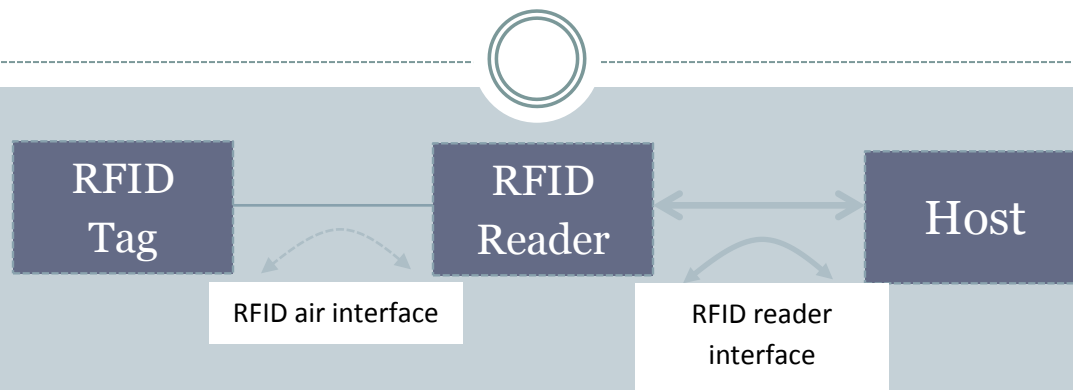 RFID
Tag
RFID
Reader
Host
RFID air interface
RFID reader
interface